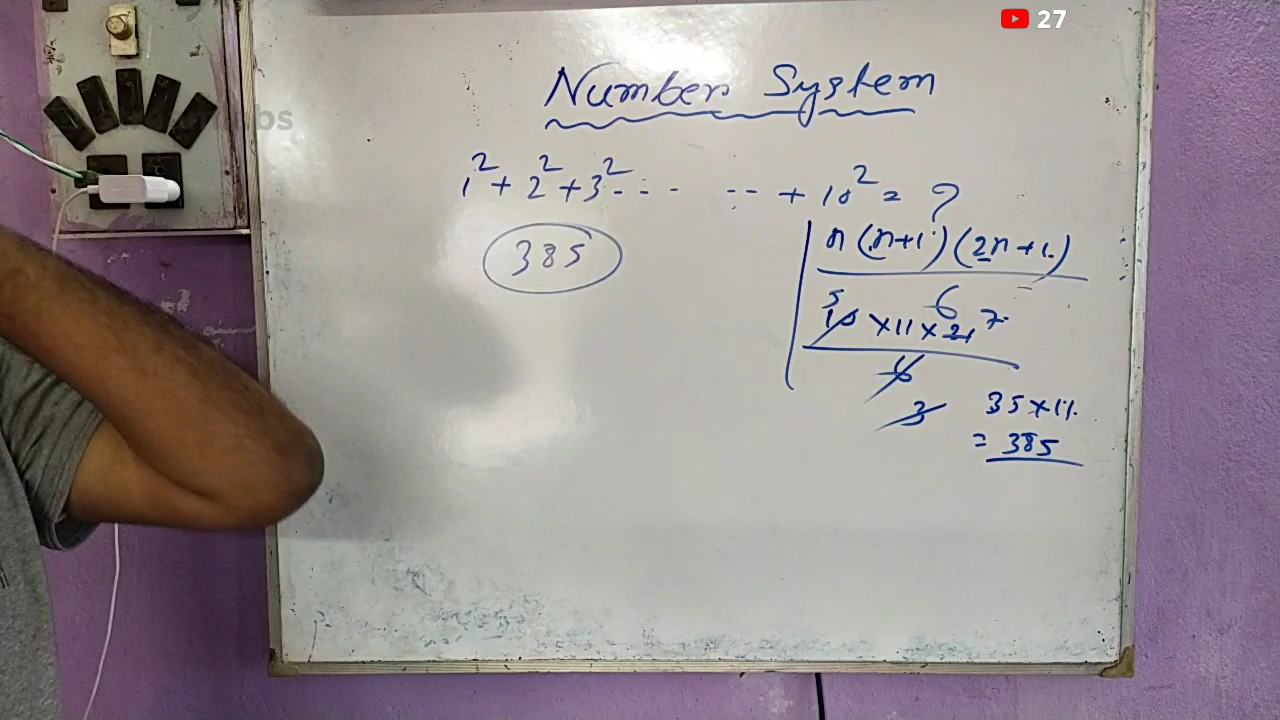 27
Number System
bs
1² + 2² + 3² - - - - - + 10² = ?
385
n (n+1) (2n+1)
6
5 7
10 × 11 × 21
6
3
35 × 11
= 385